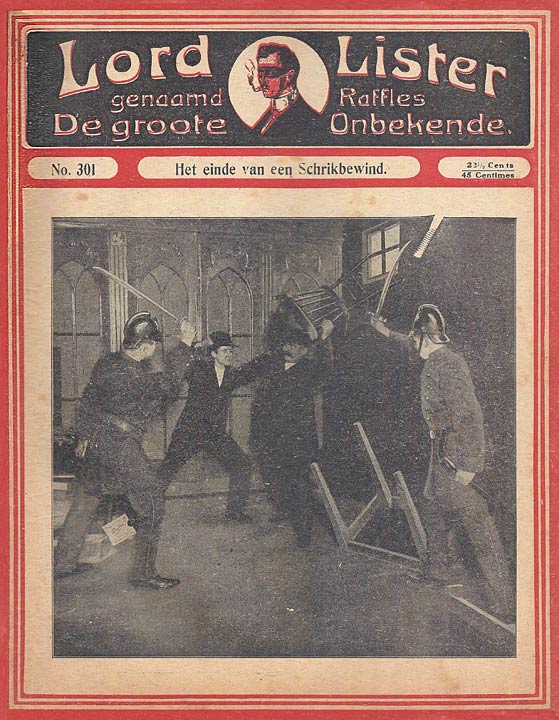 Lord Lister
genaamd Raffles
De groote Onbekende.
No. 301
Het einde van een Schrikbewind.
22½ Cents
45 Centimes